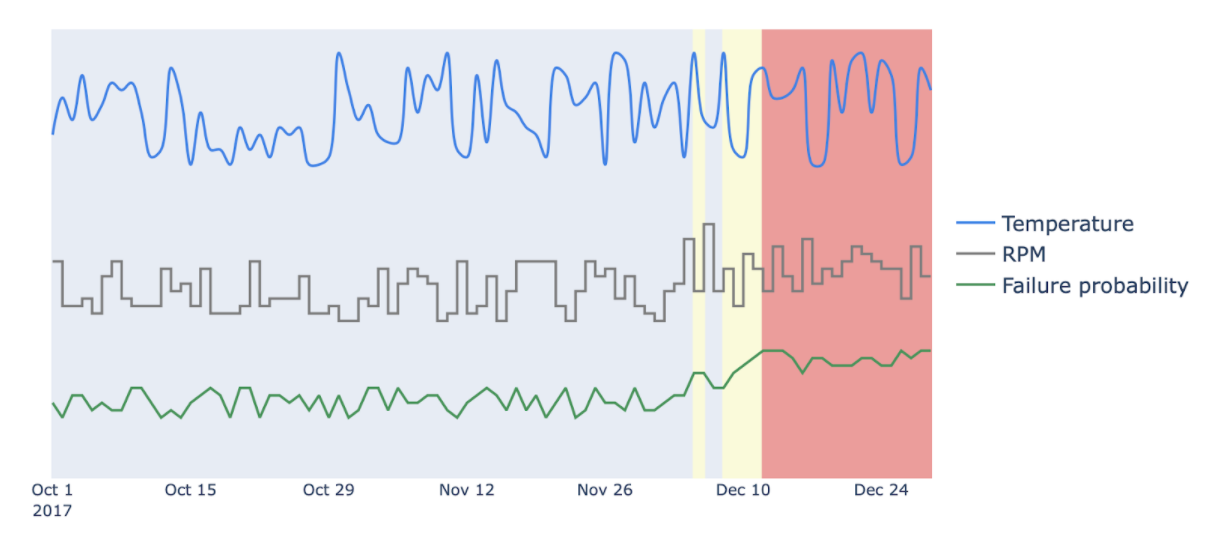 Temperature
RPM
Failure probability
Oct 1
2017
Oct 15
Oct 29
Nov 12
Nov 26
Dec 10
Dec 24